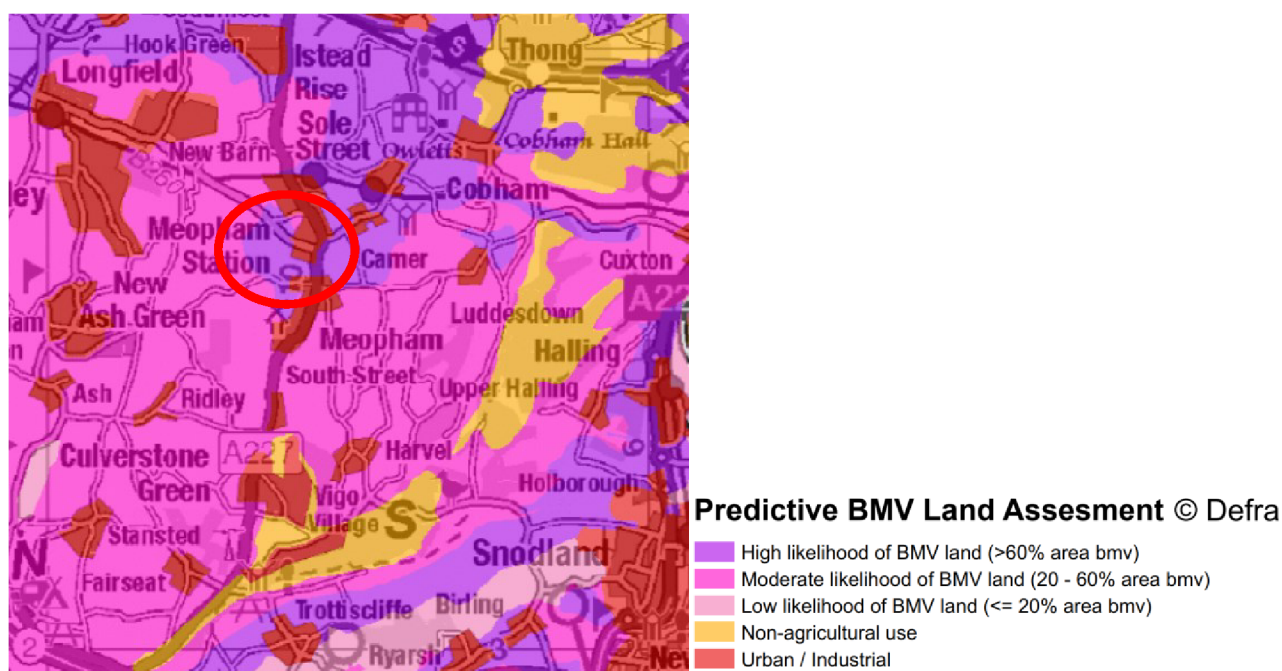 Hook Green
Longfield
Istead
Rise
Thong
Sole
Street
New Barn
Owletts
Cobham Hall
Cobham
Meopham
Station
Camer
Cuxton
New
Ash Green
A22
Luddesdown
Meopham
Halling
South Street
Upper Halling
Ash
Ridley
Culverstone
Green
A227
Harvel
Vigo
Village
S
Holborough
Stansted
N
Snodland
Fairseat
Trottiscliffe
Birling
2
Ryarsh
3
Predictive BMV Land Assesment © Defra
High likelihood of BMV land (>60% area bmv)
Moderate likelihood of BMV land (20 - 60% area bmv)
Low likelihood of BMV land (<= 20% area bmv)
Non-agricultural use
Urban / Industrial